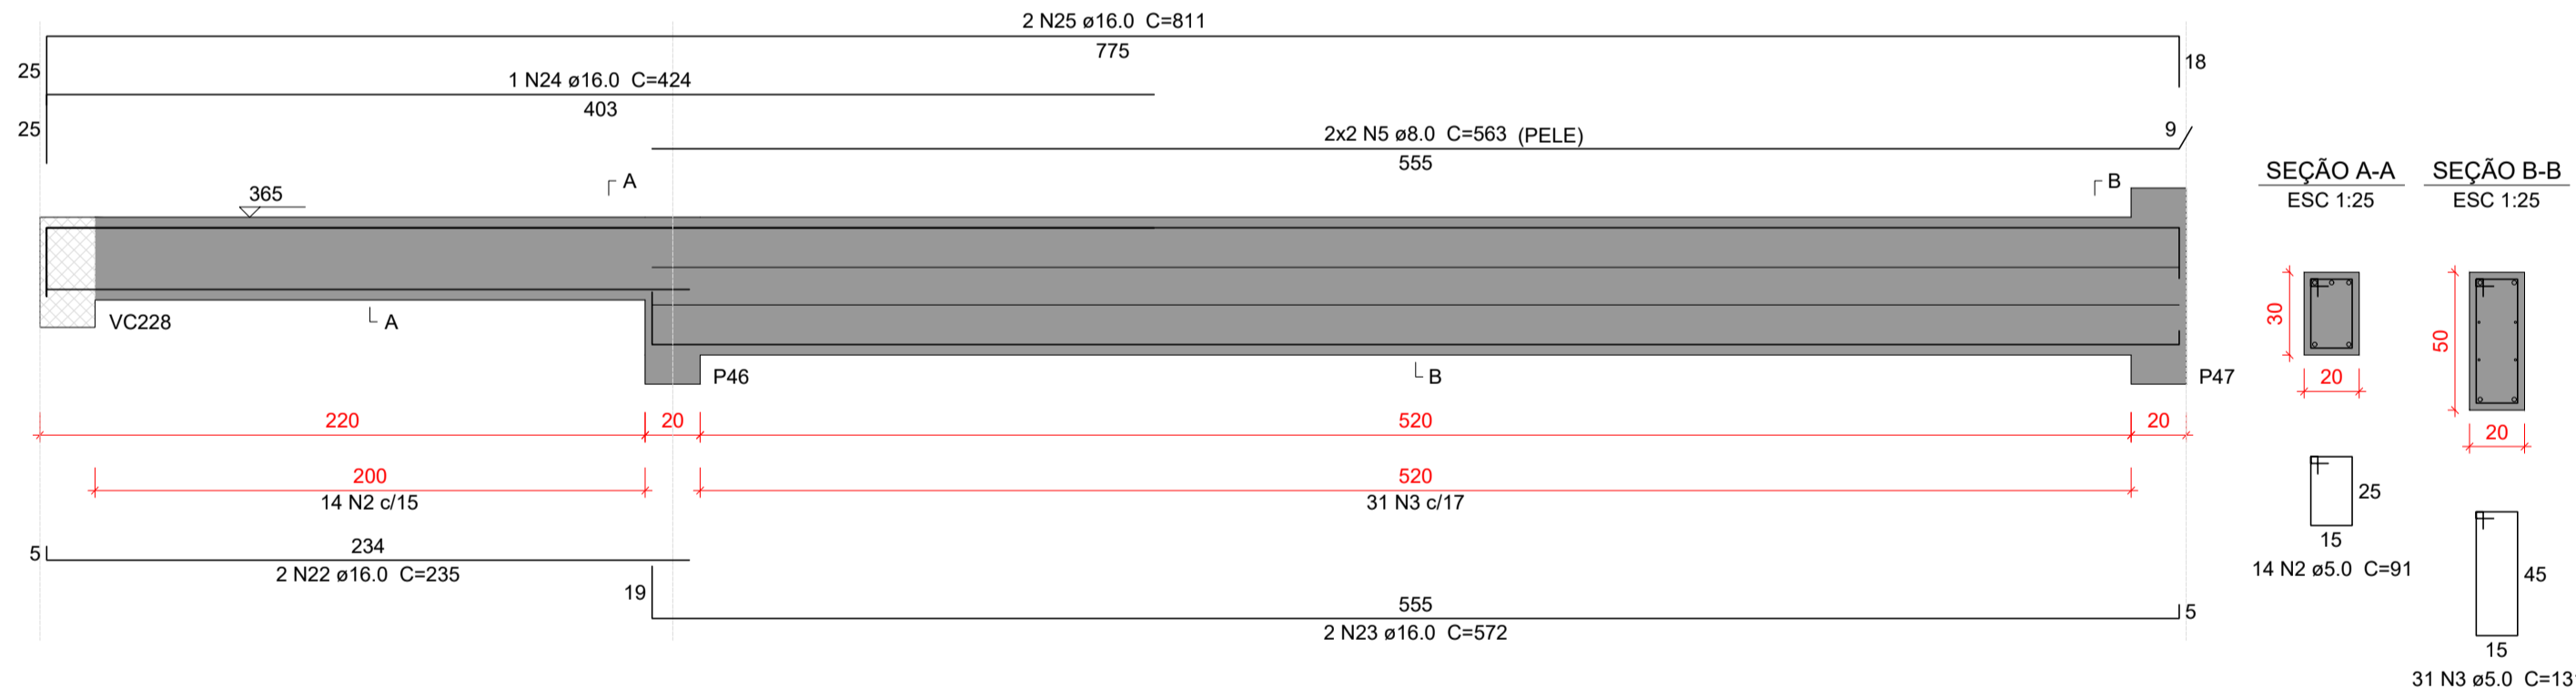 2 N25 ø16.0 C=811
775
25
18
1 N24 ø16.0 C=424
403
25
2x2 N5 ø8.0 C=563 (PELE)
555
9
A
B
365
VC228
A
B
P46
P47
220
20
520
20
200
14 N2 c/15
520
31 N3 c/17
5
234
2 N22 ø16.0 C=235
19
555
5
2 N23 ø16.0 C=572
SEÇÃO A-A
ESC 1:25
30
20
25
15
14 N2 ø5.0 C=91
SEÇÃO B-B
ESC 1:25
50
20
45
15
31 N3 ø5.0 C=13